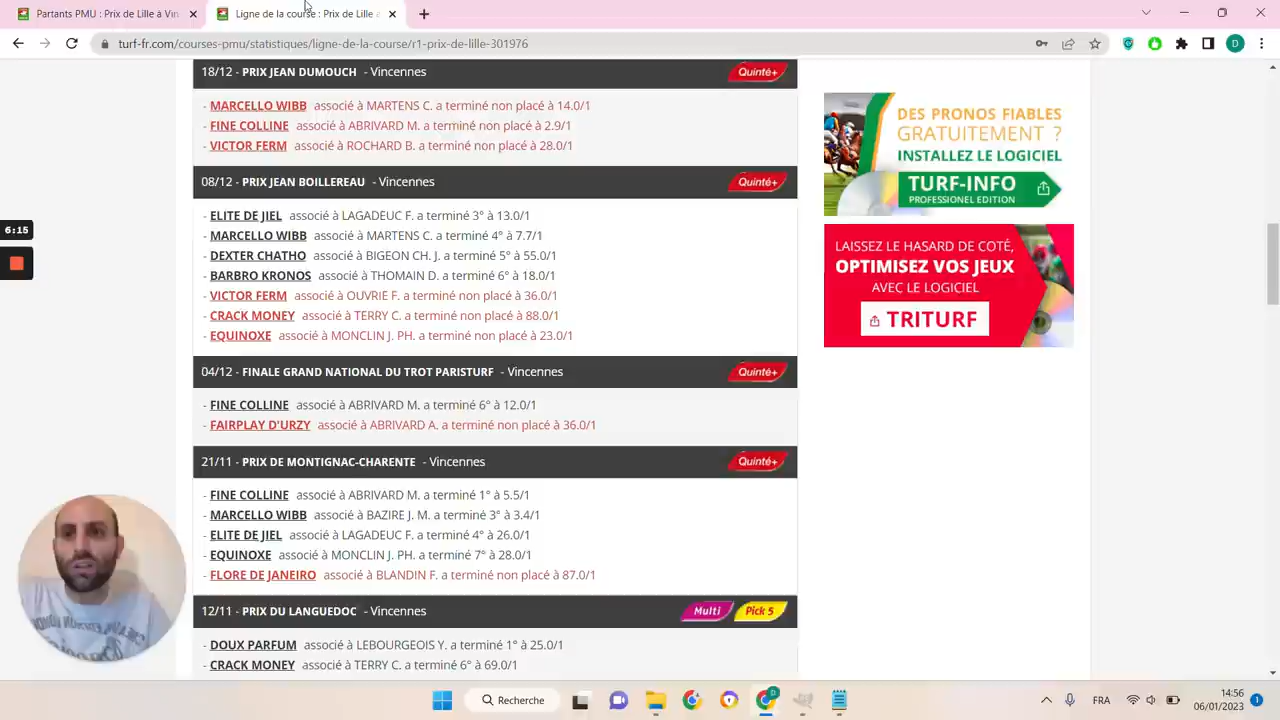 Ligne de la course : Prix de Lille
turf-fr.com/courses-pmu/statistiques/ligne-de-la-course/r1-prix-de-lille-301976
D
18/12 - PRIX JEAN DUMOUCH - Vincennes
Quinté+
- MARCELLO WIBB associé à MARTENS C. a terminé non placé à 14.0/1
- FINE COLLINE associé à ABRIVARD M. a terminé non placé à 2.9/1
- VICTOR FERM associé à ROCHARD B. a terminé non placé à 28.0/1
08/12 - PRIX JEAN BOILLEREAU - Vincennes
Quinté+
- ELITE DE JIEL associé à LAGADEUC F. a terminé 3° à 13.0/1
- MARCELLO WIBB associé à MARTENS C. a terminé 4° à 7.7/1
- DEXTER CHATHO associé à BIGEON CH. J. a terminé 5° à 55.0/1
- BARBRO KRONOS associé à THOMAIN D. a terminé 6° à 18.0/1
- VICTOR FERM associé à OUVRIE F. a terminé non placé à 36.0/1
- CRACK MONEY associé à TERRY C. a terminé non placé à 88.0/1
- EQUINOXE associé à MONCLIN J. PH. a terminé non placé à 23.0/1
04/12 - FINALE GRAND NATIONAL DU TROT PARISTURF - Vincennes
Quinté+
- FINE COLLINE associé à ABRIVARD M. a terminé 6° à 12.0/1
- FAIRPLAY D'URZY associé à ABRIVARD A. a terminé non placé à 36.0/1
21/11 - PRIX DE MONTIGNAC-CHARENTE - Vincennes
Quinté+
- FINE COLLINE associé à ABRIVARD M. a terminé 1° à 5.5/1
- MARCELLO WIBB associé à BAZIRE J. M. a terminé 3° à 3.4/1
- ELITE DE JIEL associé à LAGADEUC F. a terminé 4° à 26.0/1
- EQUINOXE associé à MONCLIN J. PH. a terminé 7° à 28.0/1
- FLORE DE JANEIRO associé à BLANDIN F. a terminé non placé à 87.0/1
12/11 - PRIX DU LANGUEDOC - Vincennes
Multi Pick 5
- DOUX PARFUM associé à LEBOURGEOIS Y. a terminé 1° à 25.0/1
- CRACK MONEY associé à TERRY C. a terminé 6° à 69.0/1
DES PRONOS FIABLES
GRATUITEMENT ?
INSTALLEZ LE LOGICIEL
TURF-INFO
PROFESSIONEL EDITION
LAISSEZ LE HASARD DE COTÉ,
OPTIMISEZ VOS JEUX
AVEC LE LOGICIEL
TRITURF
6:15
Recherche
D
FRA
14:56
06/01/2023
1